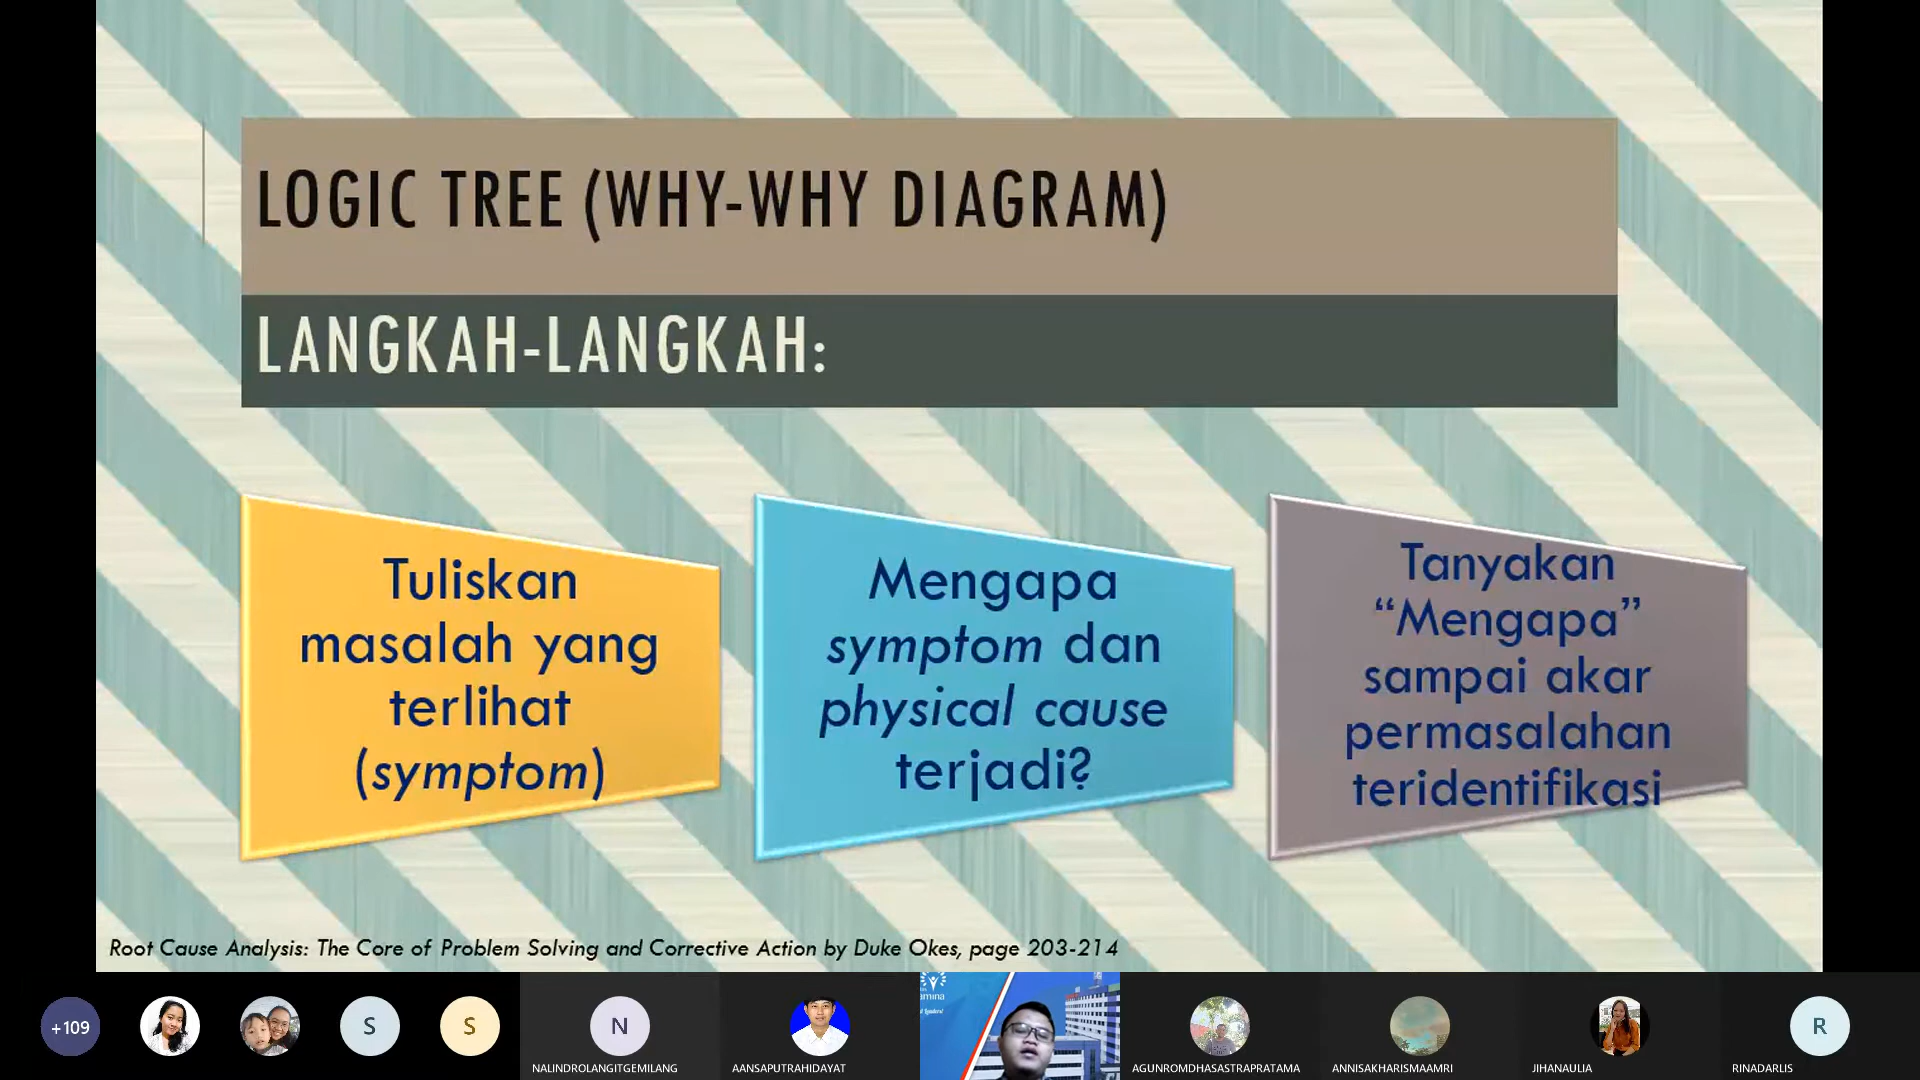 LOGIC TREE (WHY-WHY DIAGRAM)
LANGKAH-LANGKAH:
Tuliskan
masalah yang
terlihat
(symptom)
Mengapa
symptom dan
physical cause
terjadi?
Tanyakan
“Mengapa”
sampai akar
permasalahan
teridentifikasi
Root Cause Analysis: The Core of Problem Solving and Corrective Action by Duke Okes, page 203-214
+109
S
S
N
NALINDROLANGITGEMILANG
AANSAPUTRAHIDAYAT
AGUNROMDHASASTRAPRATAMA
ANNISAKHARISMAAMRI
JIHANAULIA
R
RINADARLIS